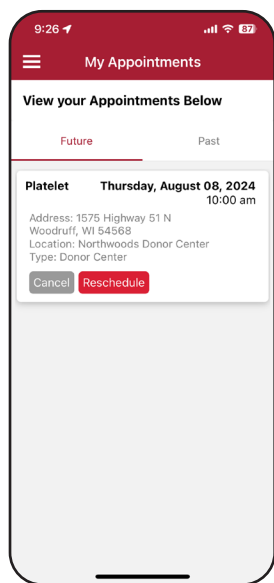 9:26
87
My Appointments
View your Appointments Below
Future Past
Platelet Thursday, August 08, 2024
10:00 am
Address: 1575 Highway 51 N
Woodruff, WI 54568
Location: Northwoods Donor Center
Type: Donor Center
Cancel Reschedule